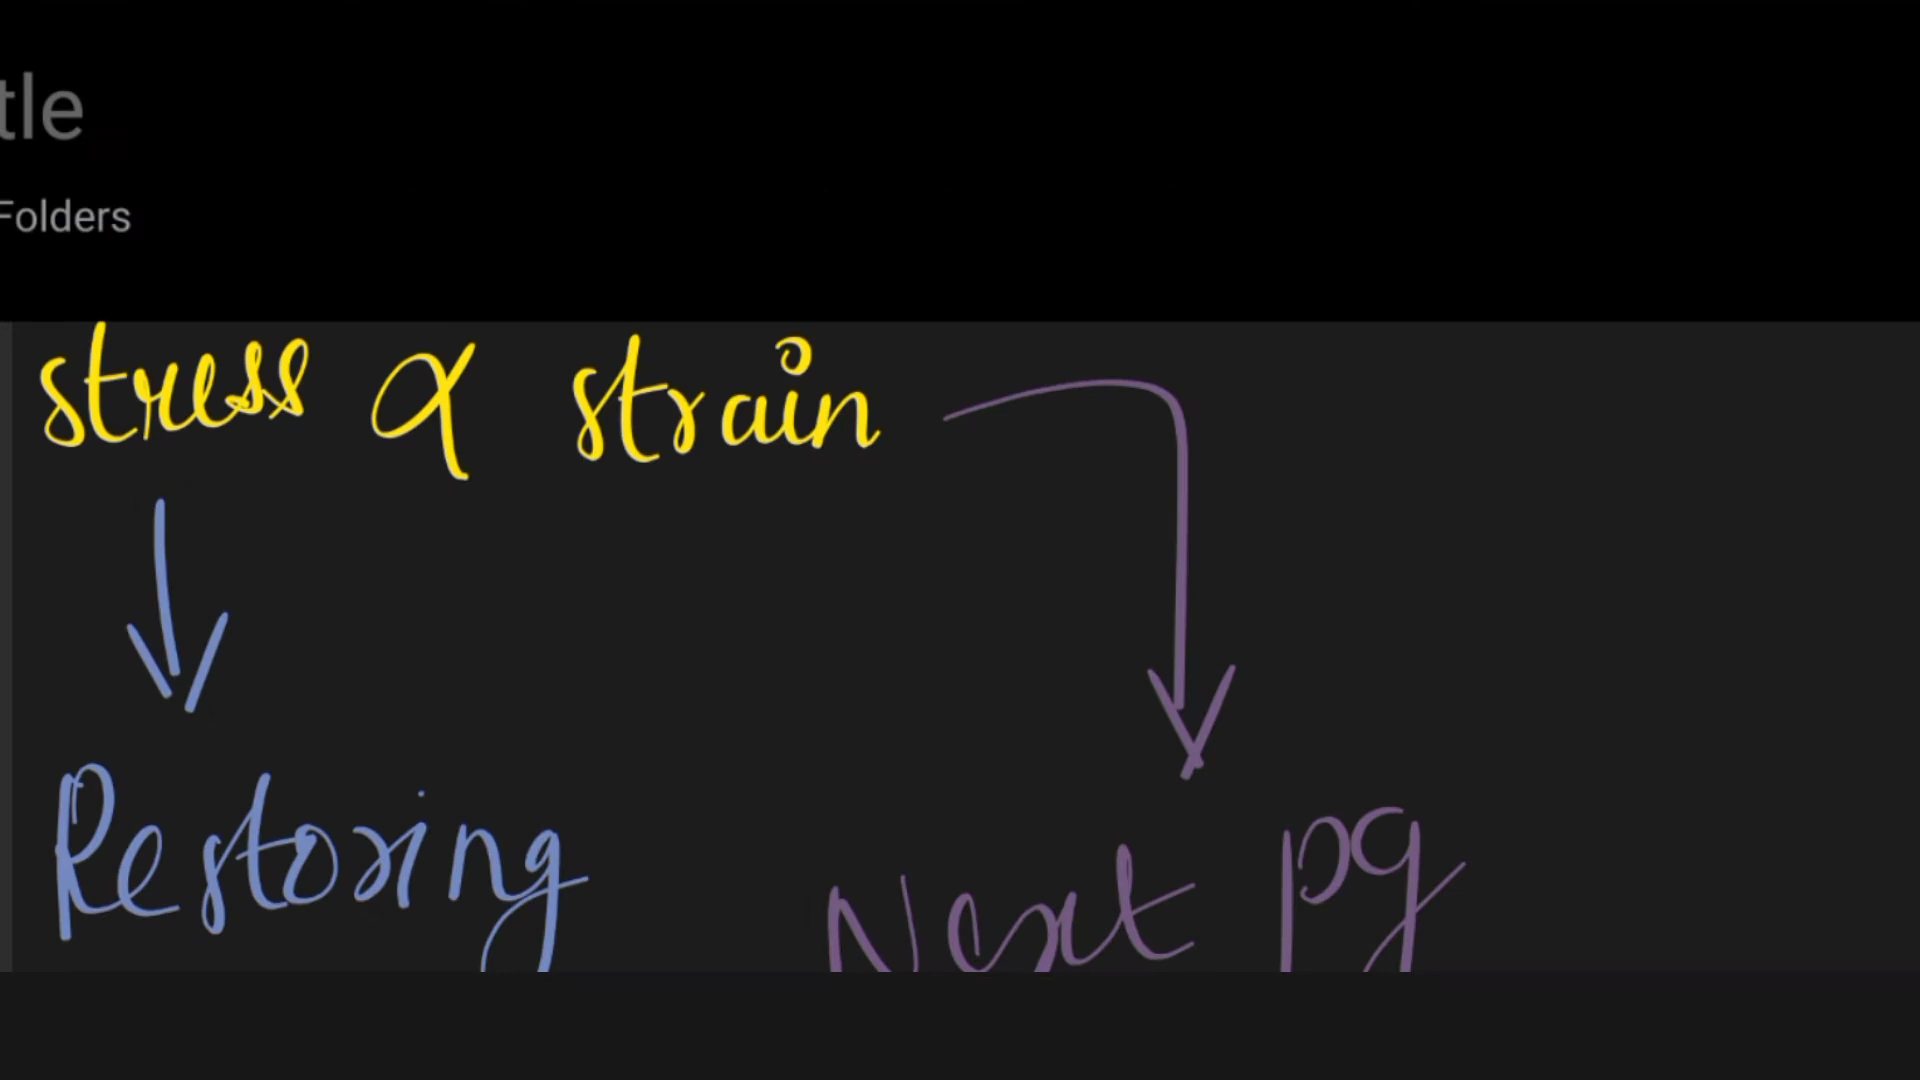 tle
Folders
stress α strain
Restoring
Next pg